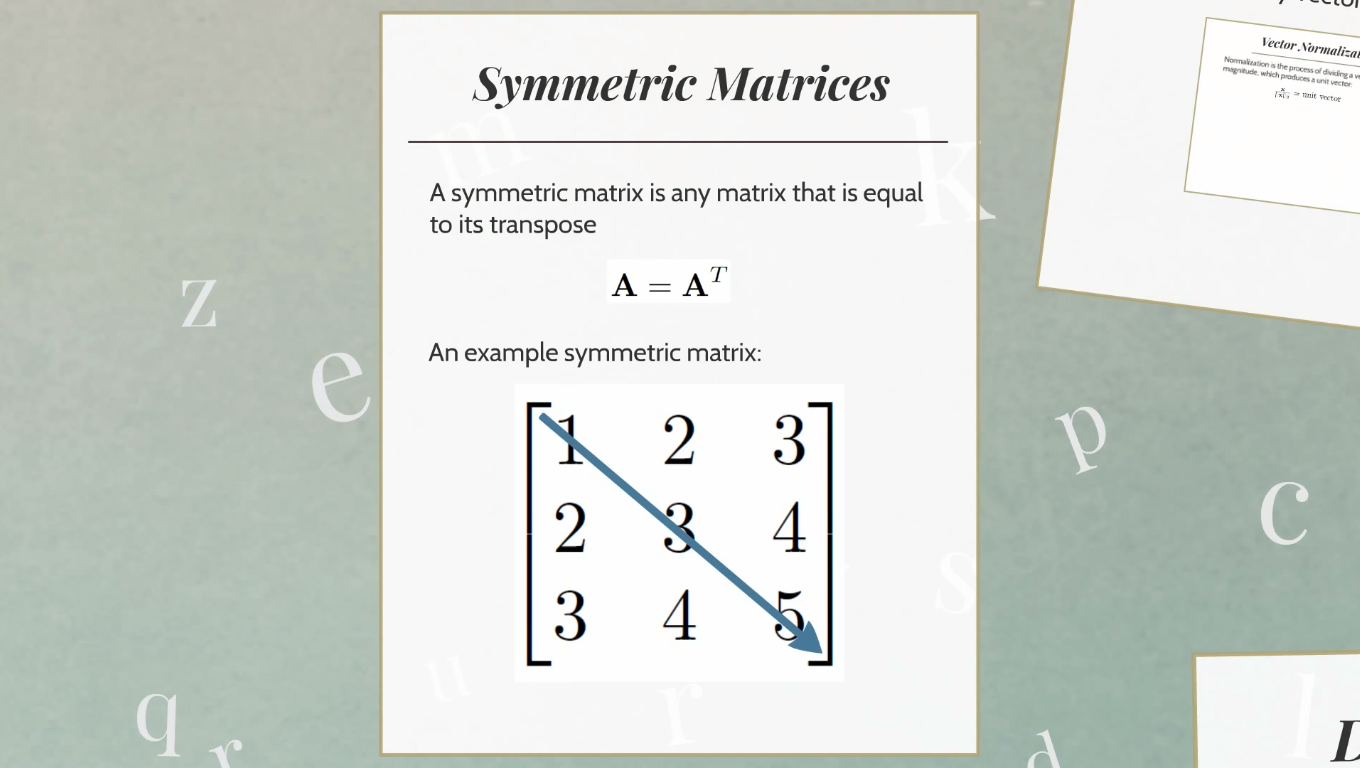 Symmetric Matrices
A symmetric matrix is any matrix that is equal
to its transpose
A = A^T
An example symmetric matrix:
1 2 3
2 3 4
3 4 5
Vector
Normalization is the process of dividing a
magnitude, which produces a unit vector.
= unit vector
m
k
z
e
p
c
s
u
r
q
r
d
l
D